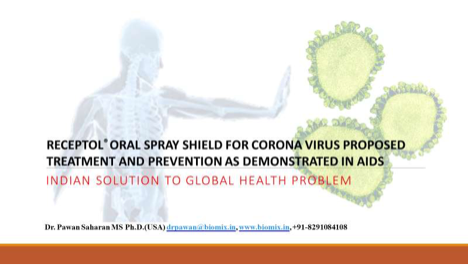 RECEPTOL® ORAL SPRAY SHIELD FOR CORONA VIRUS PROPOSED
TREATMENT AND PREVENTION AS DEMONSTRATED IN AIDS
INDIAN SOLUTION TO GLOBAL HEALTH PROBLEM
Dr. Pawan Saharan MS Ph.D.(USA) drpawan@biomix.in, www.biomix.in, +91-8291084108